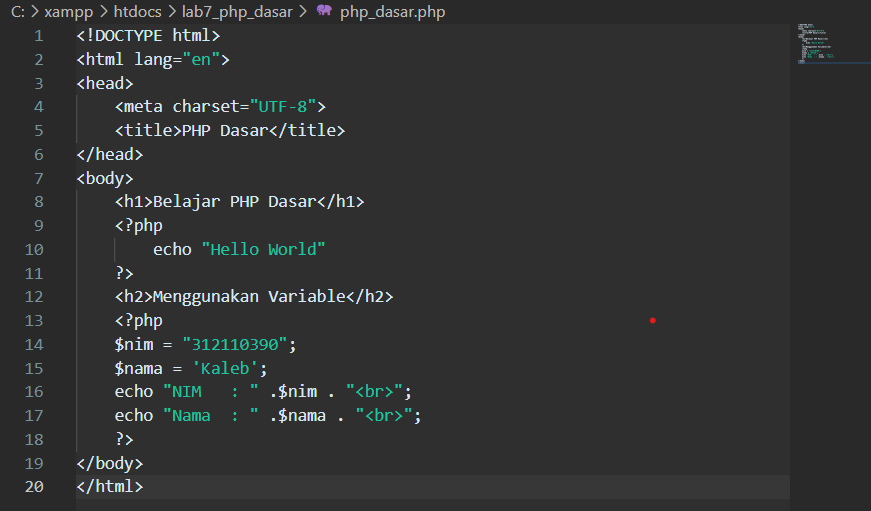 C: > xampp > htdocs > lab7_php_dasar > php_dasar.php
1 <!DOCTYPE html>
2 <html lang="en">
3 <head>
4     <meta charset="UTF-8">
5     <title>PHP Dasar</title>
6 </head>
7 <body>
8     <h1>Belajar PHP Dasar</h1>
9     <?php
10         echo "Hello World"
11     ?>
12     <h2>Menggunakan Variable</h2>
13     <?php
14     $nim = "312110390";
15     $nama = 'Kaleb';
16     echo "NIM   : " .$nim . "<br>";
17     echo "Nama  : " .$nama . "<br>";
18     ?>
19 </body>
20 </html>